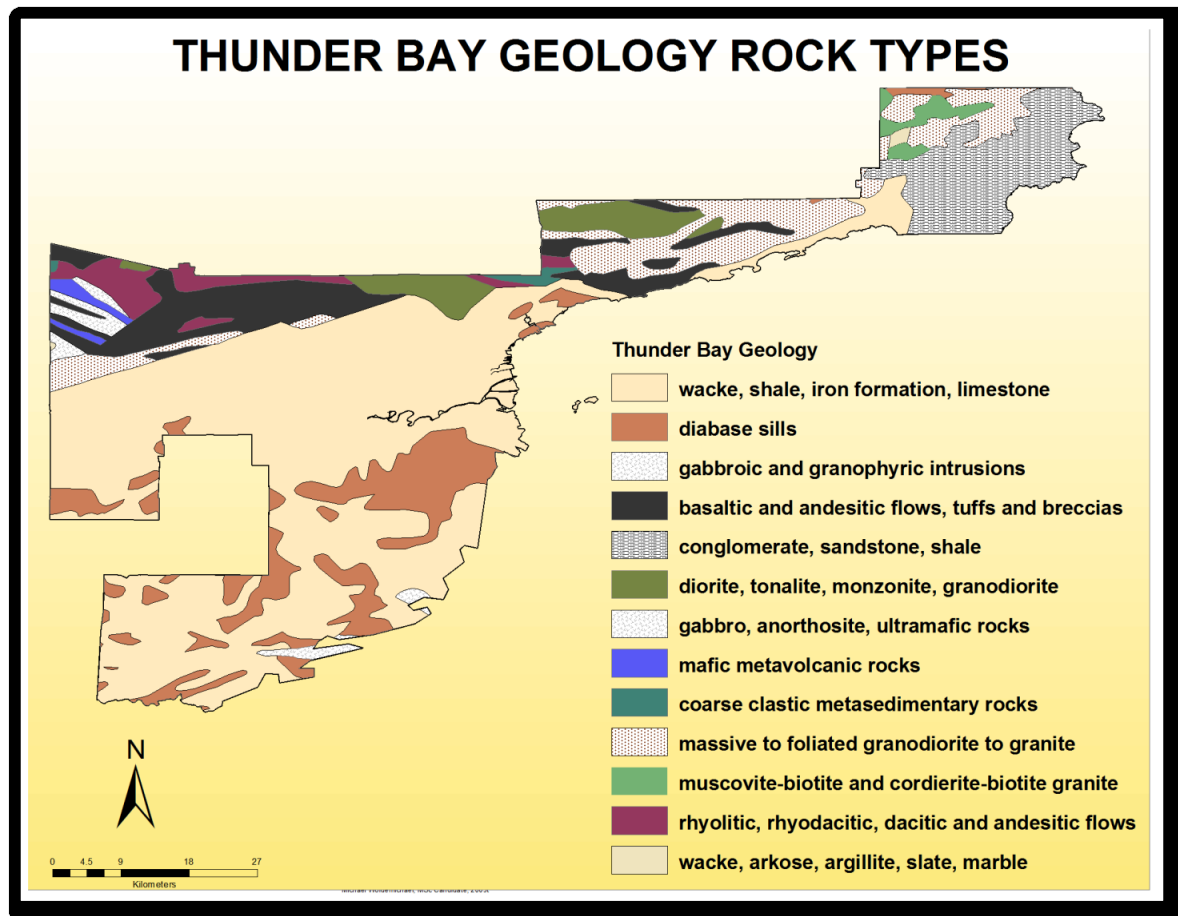 THUNDER BAY GEOLOGY ROCK TYPES
Thunder Bay Geology
wacke, shale, iron formation, limestone
diabase sills
gabbroic and granophyric intrusions
basaltic and andesitic flows, tuffs and breccias
conglomerate, sandstone, shale
diorite, tonalite, monzonite, granodiorite
gabbro, anorthosite, ultramafic rocks
mafic metavolcanic rocks
coarse clastic metasedimentary rocks
massive to foliated granodiorite to granite
muscovite-biotite and cordierite-biotite granite
rhyolitic, rhyodacitic, dacitic and andesitic flows
wacke, arkose, argillite, slate, marble
N
0 4.5 9 18 27
Kilometers